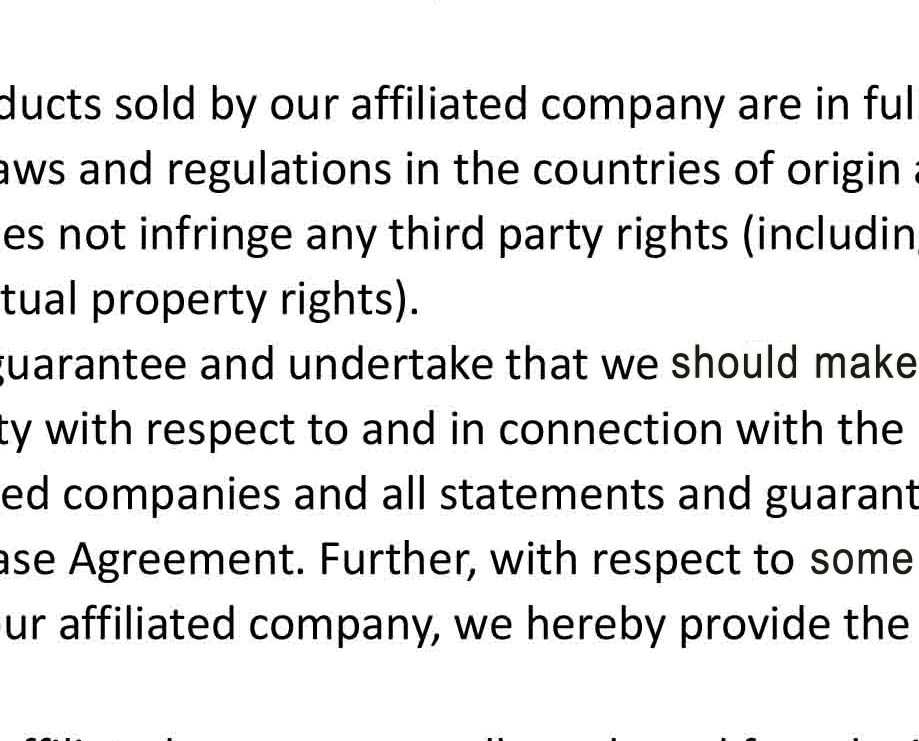 ducts sold by our affiliated company are in ful
aws and regulations in the countries of origin a
es not infringe any third party rights (including
tual property rights).
guarantee and undertake that we should make
ty with respect to and in connection with the
ed companies and all statements and guarant
ase Agreement. Further, with respect to some
ur affiliated company, we hereby provide the